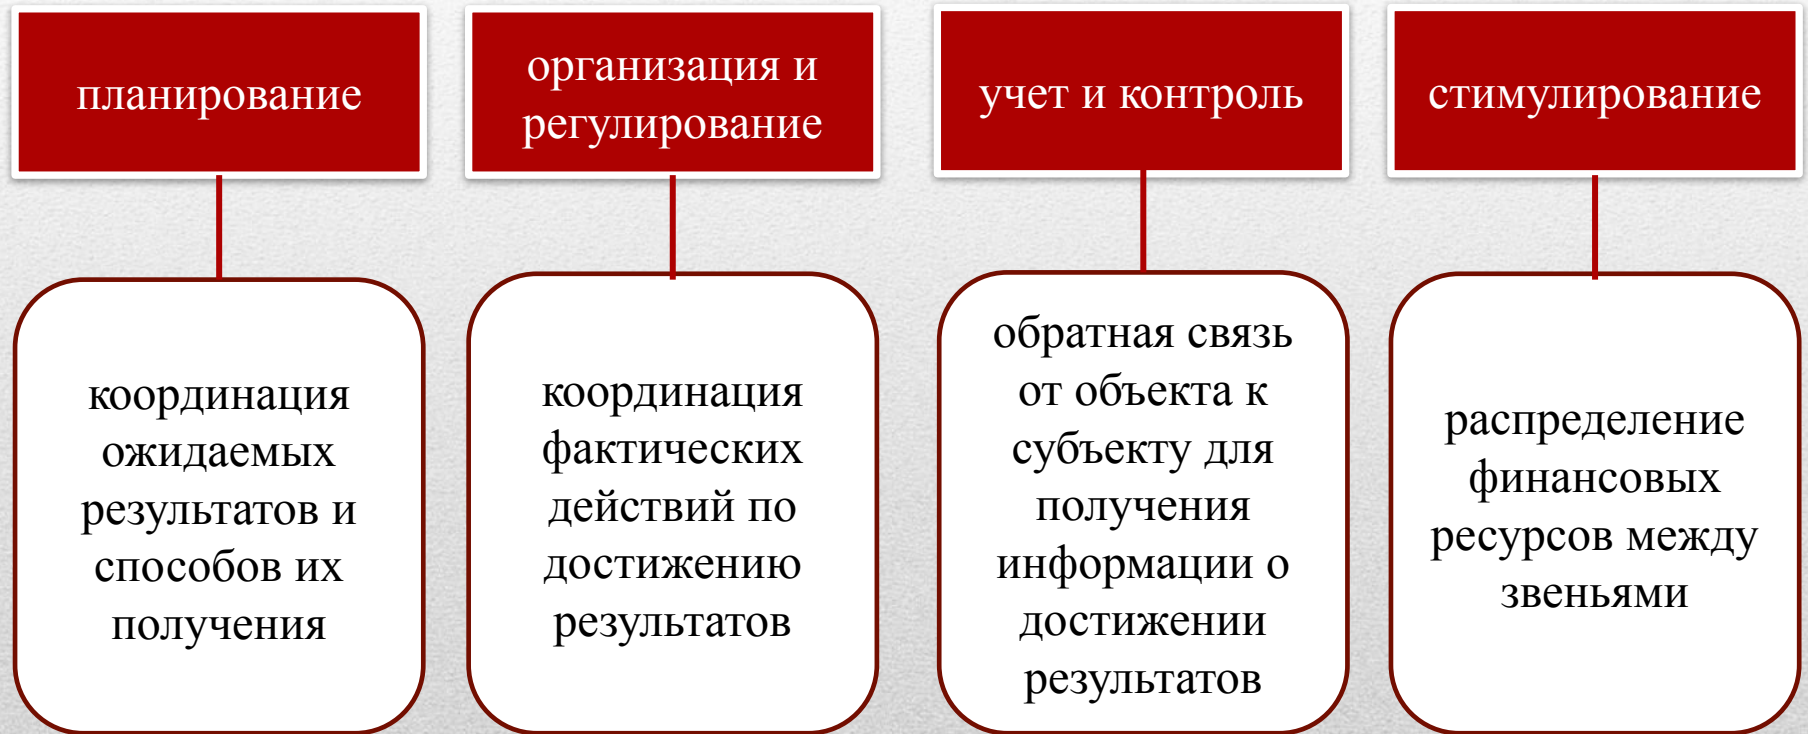 планирование
координация
ожидаемых
результатов и
способов их
получения
организация и
регулирование
координация
фактических
действий по
достижению
результатов
учет и контроль
обратная связь
от объекта к
субъекту для
получения
информации о
достижении
результатов
стимулирование
распределение
финансовых
ресурсов между
звеньями